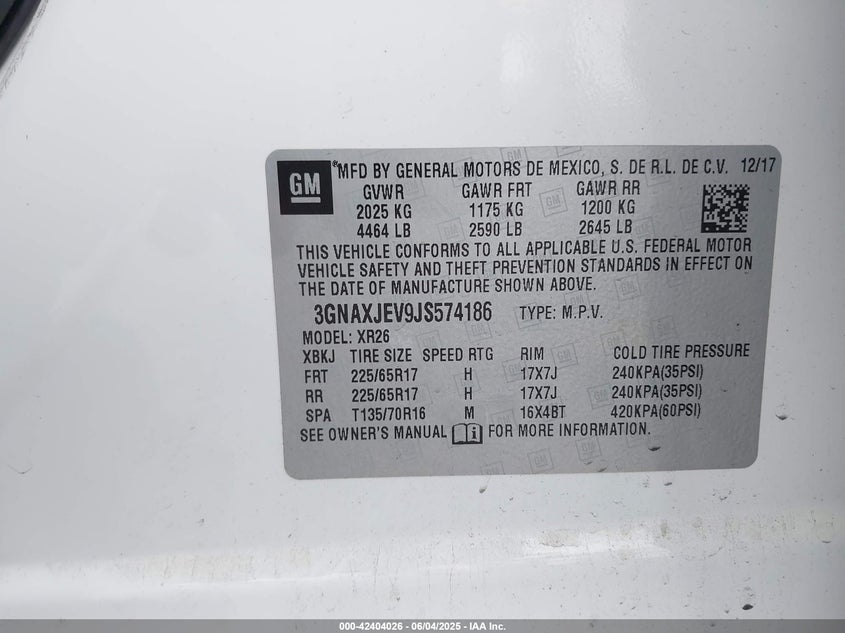 GM
® MFD BY GENERAL MOTORS DE MEXICO, S. DE R.L. DE C.V. 12/17
GVWR GAWR FRT GAWR RR
2025 KG 1175 KG 1200 KG
4464 LB 2590 LB 2645 LB
THIS VEHICLE CONFORMS TO ALL APPLICABLE U.S. FEDERAL MOTOR
VEHICLE SAFETY AND THEFT PREVENTION STANDARDS IN EFFECT ON
THE DATE OF MANUFACTURE SHOWN ABOVE.
3GNAXJEV9JS574186 TYPE: M.P.V.
MODEL: XR26
XBKJ TIRE SIZE SPEED RTG RIM COLD TIRE PRESSURE
FRT 225/65R17 H 17X7J 240KPA(35PSI)
RR 225/65R17 H 17X7J 240KPA(35PSI)
SPA T135/70R16 M 16X4BT 420KPA(60PSI)
SEE OWNER'S MANUAL FOR MORE INFORMATION.
000-42404026 - 06/04/2025 - IAA Inc.